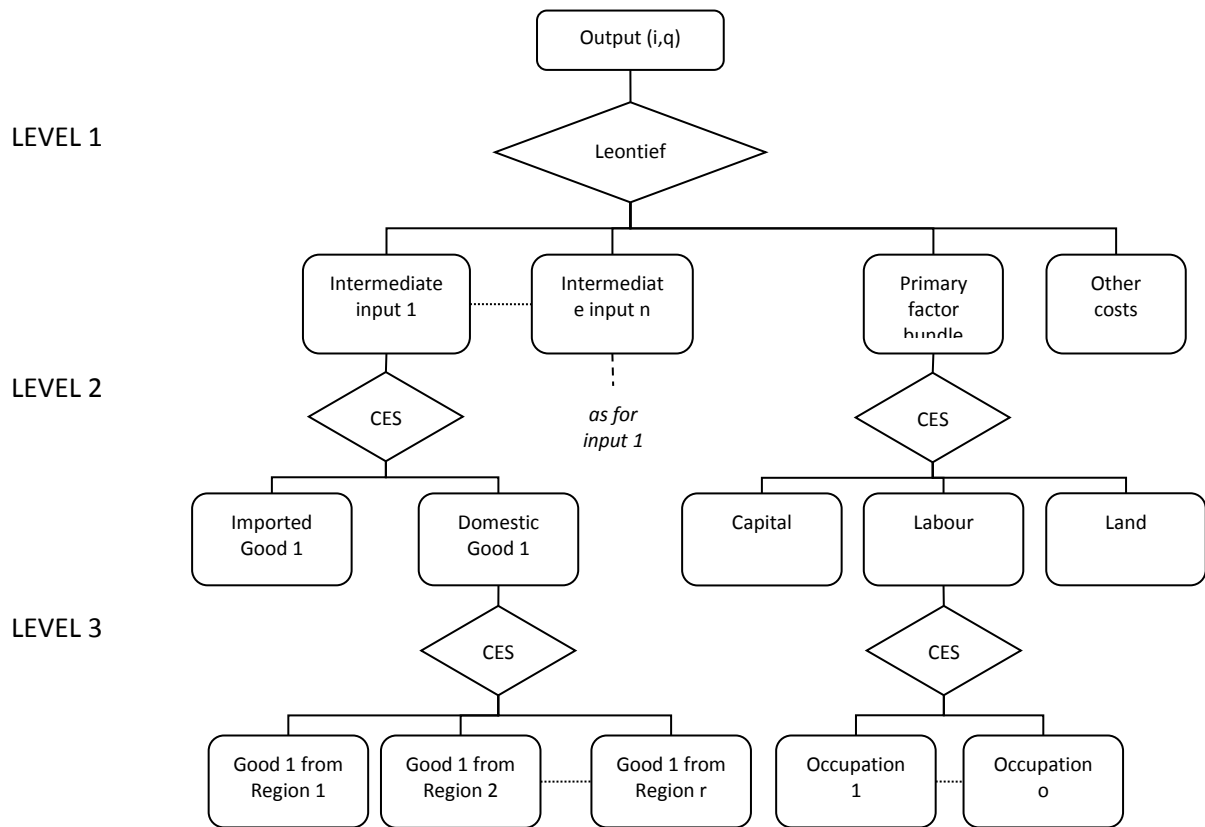 Output (i,q)
LEVEL 1
Leontief
Intermediate
input 1
Intermediat
e input n
Primary
factor
bundle
Other
costs
LEVEL 2
CES
as for
input 1
CES
Imported
Good 1
Domestic
Good 1
Capital
Labour
Land
LEVEL 3
CES
CES
Good 1 from
Region 1
Good 1 from
Region 2
Good 1 from
Region r
Occupation
1
Occupation
o